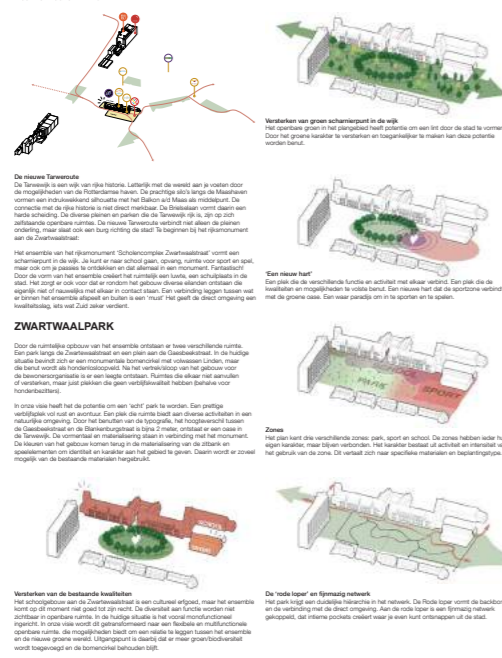 De nieuwe Tarweroute
De Tarwewijk is een wijk van rijke historie. Letterlijk met de wereld aan je voeten door
de mogelijkheden van de Rotterdamse haven. De prachtige silo's langs de Maashaven
vormen een indrukwekkend silhouette met het Balkon a/d Maas als middelpunt. De
connectie met de rijke historie is niet direct merkbaar. De Brielselaan vormt daarin een
harde scheiding. De diverse pleinen en parken die de Tarwewijk rijk is, zijn op zich
zelfstaande openbare ruimtes. De nieuwe Tarweroute verbindt niet alleen de pleinen
onderling, maar slaat ook een burg richting de stad! Te beginnen bij het rijksmonument
aan de Zwartewaalstraat:
Het ensemble van het rijksmonument 'Scholencomplex Zwartewaalstraat' vormt een
scharnierpunt in de wijk. Je kunt er naar school gaan, opvang, ruimte voor sport en spel,
maar ook om je passies te ontdekken en dat allemaal in een monument. Fantastisch!
Door de vorm van het ensemble creëert het ruimtelijk een luwte, een schuilplaats in de
stad. Het zorgt er ook voor dat er rondom het gebouw diverse eilanden ontstaan die
eigenlijk niet of nauwelijks met elkaar in contact staan. Een verbinding leggen tussen wat
er binnen het ensemble afspeelt en buiten is een 'must' Het geeft de direct omgeving een
kwaliteitsslag, iets wat Zuid zeker verdient.
ZWARTWAALPARK
Door de ruimtelijke opbouw van het ensemble ontstaan er twee verschillende ruimte.
Een park langs de Zwartewaalstraat en een plein aan de Gaesbeekstraat. In de huidige
situatie bevindt zich er een monumentale bomenorkel met volwassen Linden, maar
die benut wordt als hondenlosloopveld. Na het vertrek/sloop van het gebouw voor
de bewonersorganisatie is er een leegte ontstaan. Ruimtes die elkaar niet aanvullen
of versterken, maar juist plekken die geen verblijfskwaliteit hebben (behalve voor
hondenbezitters).
In onze visie heeft het de potentie om een 'echt' park te worden. Een prettige
verblijfsplek vol rust en avontuur. Een plek die ruimte biedt aan diverse activiteiten in een
natuurlijke omgeving. Door het benutten van de typografie, het hoogteverschil tussen
de Gaesbeekstraat en de Blankenburgstraat is bijna 2 meter, ontstaat er een oase in
de Tarwewijk. De vormentaal en materialisering staan in verbinding met het monument.
De kleuren van het gebouw komen terug in de materialisering van de zitbank en
speelelementen om identiteit en karakter aan het gebied te geven. Daarin wordt er zoveel
mogelijk van de bestaande materialen hergebruikt.
Versterken van de bestaande kwaliteiten
Het schoolgebouw aan de Zwartewaalstraat is een cultureel erfgoed, maar het ensemble
komt op dit moment niet goed tot zijn recht. De diversiteit aan functie worden niet
zichtbaar in openbare ruimte. In de huidige situatie is het vooral monofunctioneel
ingericht. In onze visie wordt dit getransformeerd naar een flexibele en multifunctionele
openbare ruimte. die mogelijkheden biedt om een relatie te leggen tussen het ensemble
en de nieuwe groene wereld. Uitgangspunt is daarbij dat er meer groen/biodiversiteit
wordt toegevoegd en de bomencirkel behouden blijft.
Versterken van groen scharnierpunt in de wijk
Het openbare groen in het plangebied heeft potentie om een lint door de stad te vormen.
Door het groene karakter te versterken en toegankelijker te maken kan deze potentie
worden benut.
'Een nieuw hart'
Een plek die de verschillende functie en activiteit met elkaar verbind. Een plek die de
kwaliteiten en mogelijkheden te volste benut. Een nieuwe hart dat de sportzone verbindt
met de groene oase. Een waar paradijs om in te sporten en te spelen.
PARK
SPORT
Zones
Het plan kent drie verschillende zones: park, sport en school. De zones hebben ieder hun
eigen karakter, maar blijven verbonden. Het karakter bestaat uit activiteit en intensiteit van
het gebruik van de zone. Dit vertaalt zich naar specifieke materialen en beplantingstype.
De 'rode loper' en fijnmazig netwerk
Het park krijgt een duidelijke hiërarchie in het netwerk. De Rode loper vormt de backbone
en de verbinding met de direct omgeving. Aan de rode loper is een fijnmazig netwerk
gekoppeld, dat intieme pockets creëert waar je even kunt ontsnappen uit de stad.